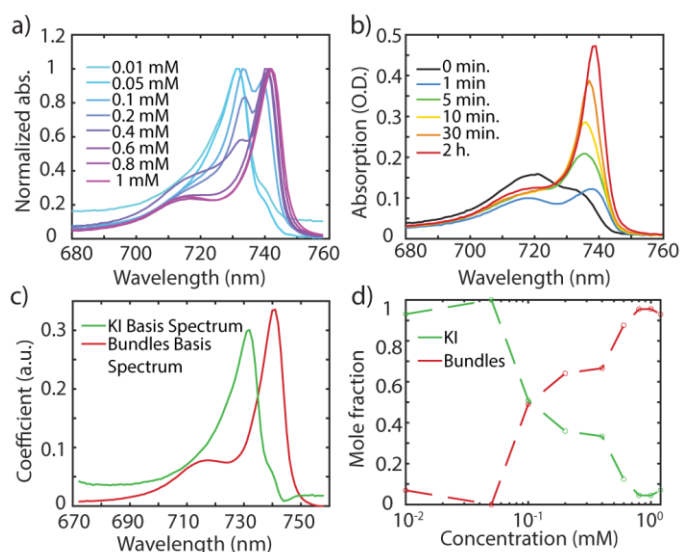 a)
Normalized abs.
1.2
1
0.8
0.6
0.4
0.2
0
0.01 mM
0.05 mM
0.1 mM
0.2 mM
0.4 mM
0.6 mM
0.8 mM
1 mM
680 700 720 740 760
Wavelength (nm)
b)
Absorption (O.D.)
0.5
0.4
0.3
0.2
0.1
0
0 min.
1 min
5 min.
10 min.
30 min.
2 h.
680 700 720 740 760
Wavelength (nm)
c)
Coefficient (a.u.)
0.3
0.2
0.1
0
KI Basis Spectrum
Bundles Basis
Spectrum
670 690 710 730 750
Wavelength (nm)
d)
Mole fraction
1
0.8
0.6
0.4
0.2
0
KI
Bundles
10⁻² 10⁻¹ 10⁰
Concentration (mM)